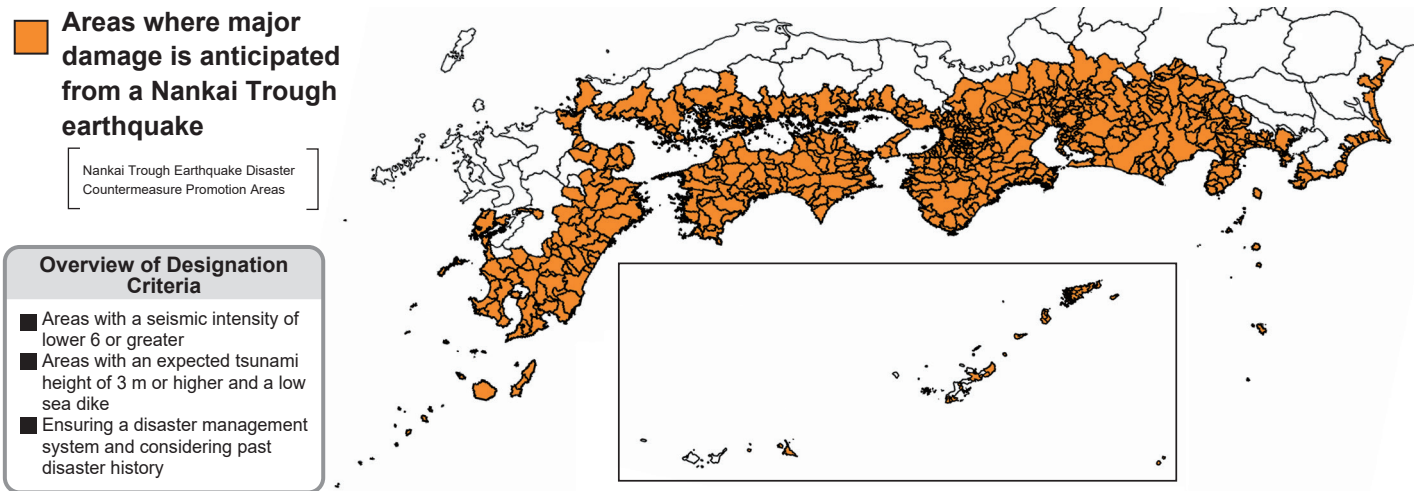 Areas where major
damage is anticipated
from a Nankai Trough
earthquake
Nankai Trough Earthquake Disaster
Countermeasure Promotion Areas
Overview of Designation
Criteria
Areas with a seismic intensity of
lower 6 or greater
Areas with an expected tsunami
height of 3 m or higher and a low
sea dike
Ensuring a disaster management
system and considering past
disaster history